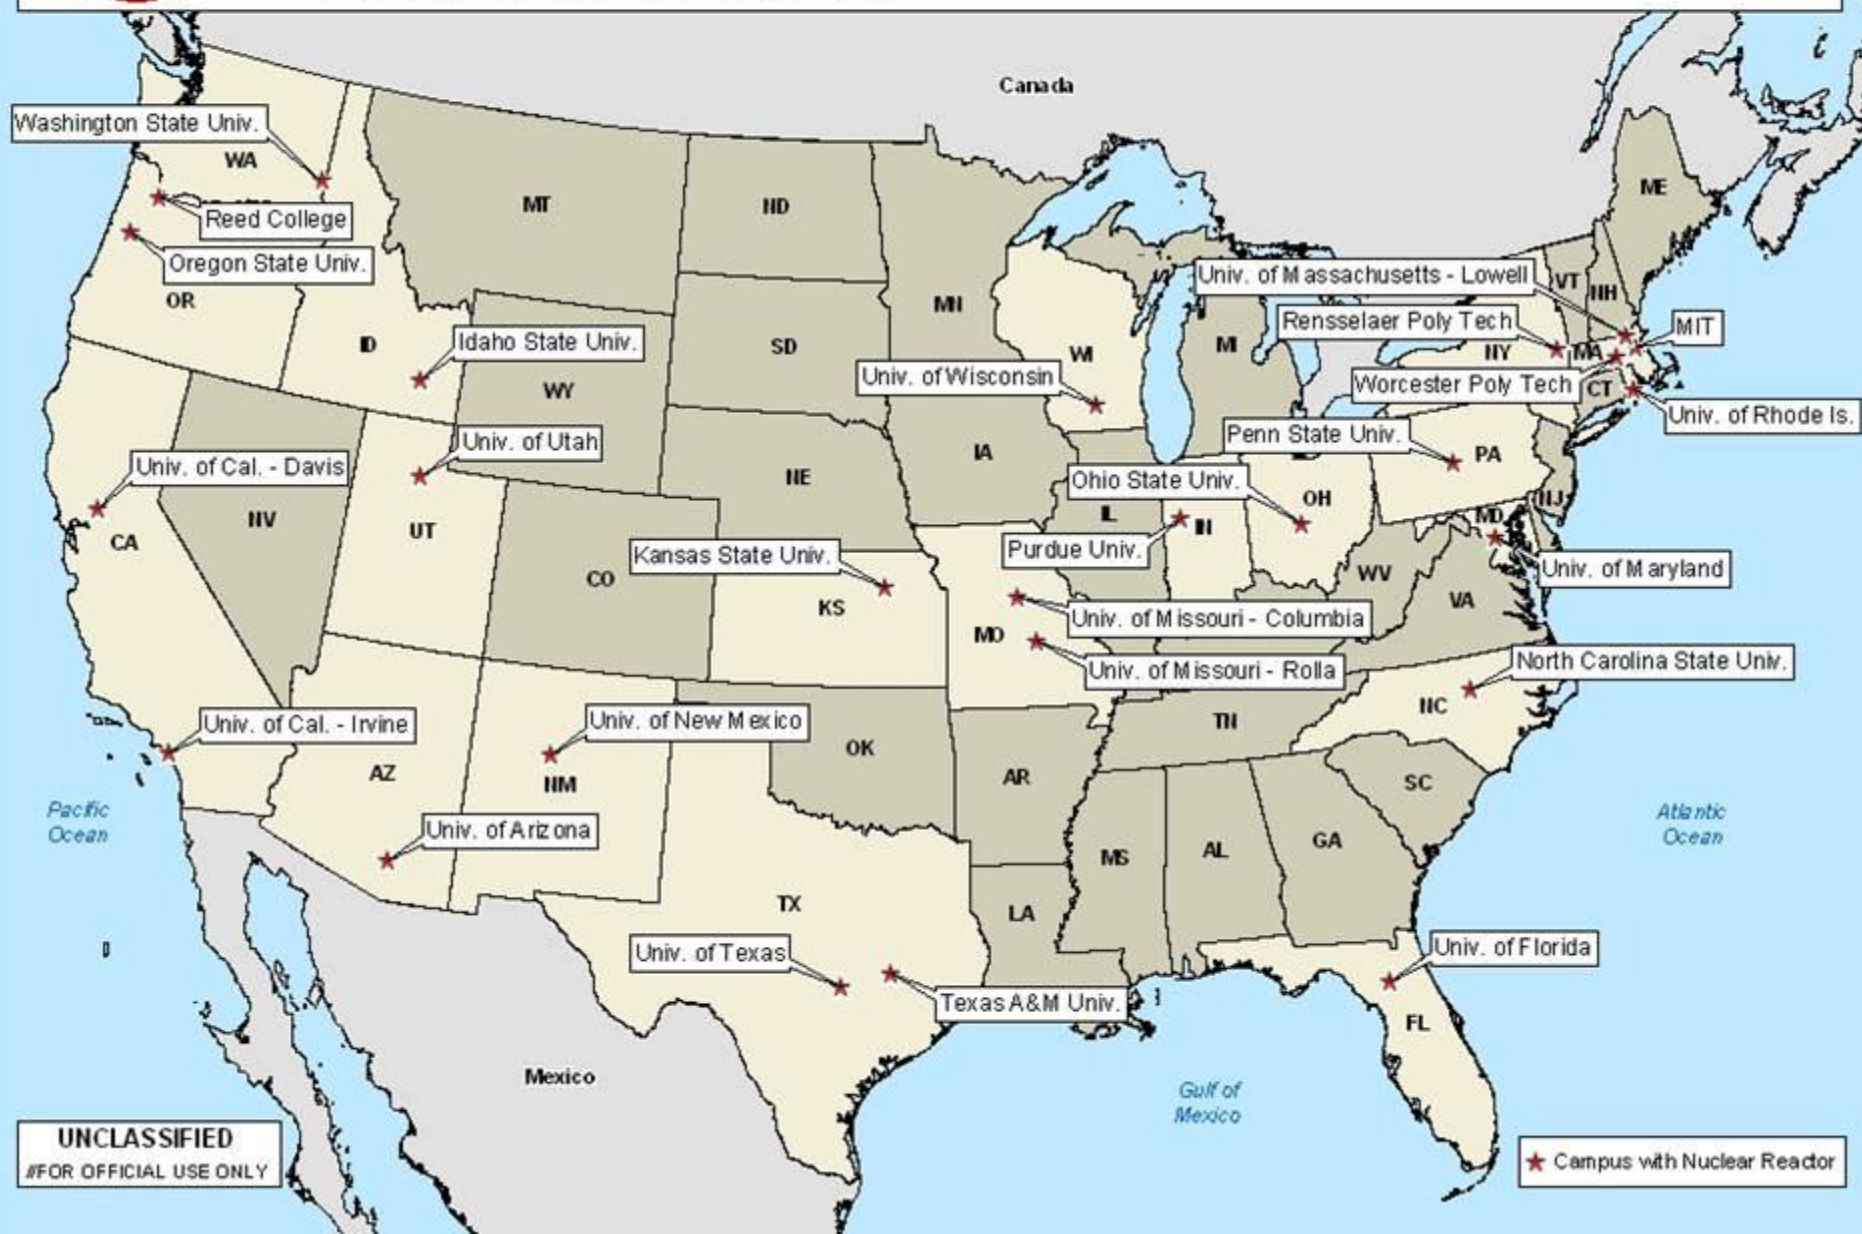 Canada
Washington State Univ.
WA
Reed College
Oregon State Univ.
OR
MT
ND
ME
MN
VT
NH
Univ. of Massachusetts - Lowell
Rensselaer Poly Tech
MIT
ID
Idaho State Univ.
SD
WI
MI
NY
MA
WY
Univ. of Wisconsin
Worcester Poly Tech
CT
Univ. of Rhode Is.
Univ. of Utah
Penn State Univ.
PA
IA
Univ. of Cal. - Davis
NE
Ohio State Univ.
OH
NJ
NV
UT
CA
IL
IN
MD
Purdue Univ.
Kansas State Univ.
CO
KS
WV
Univ. of Maryland
VA
Univ. of Missouri - Columbia
MO
Univ. of Missouri - Rolla
North Carolina State Univ.
NC
Univ. of Cal. - Irvine
Univ. of New Mexico
TN
OK
AZ
NM
AR
SC
Pacific
Ocean
Atlantic
Ocean
Univ. of Arizona
MS
AL
GA
TX
LA
Univ. of Texas
Univ. of Florida
Texas A&M Univ.
FL
Mexico
Gulf of
Mexico
UNCLASSIFIED
//FOR OFFICIAL USE ONLY
Campus with Nuclear Reactor